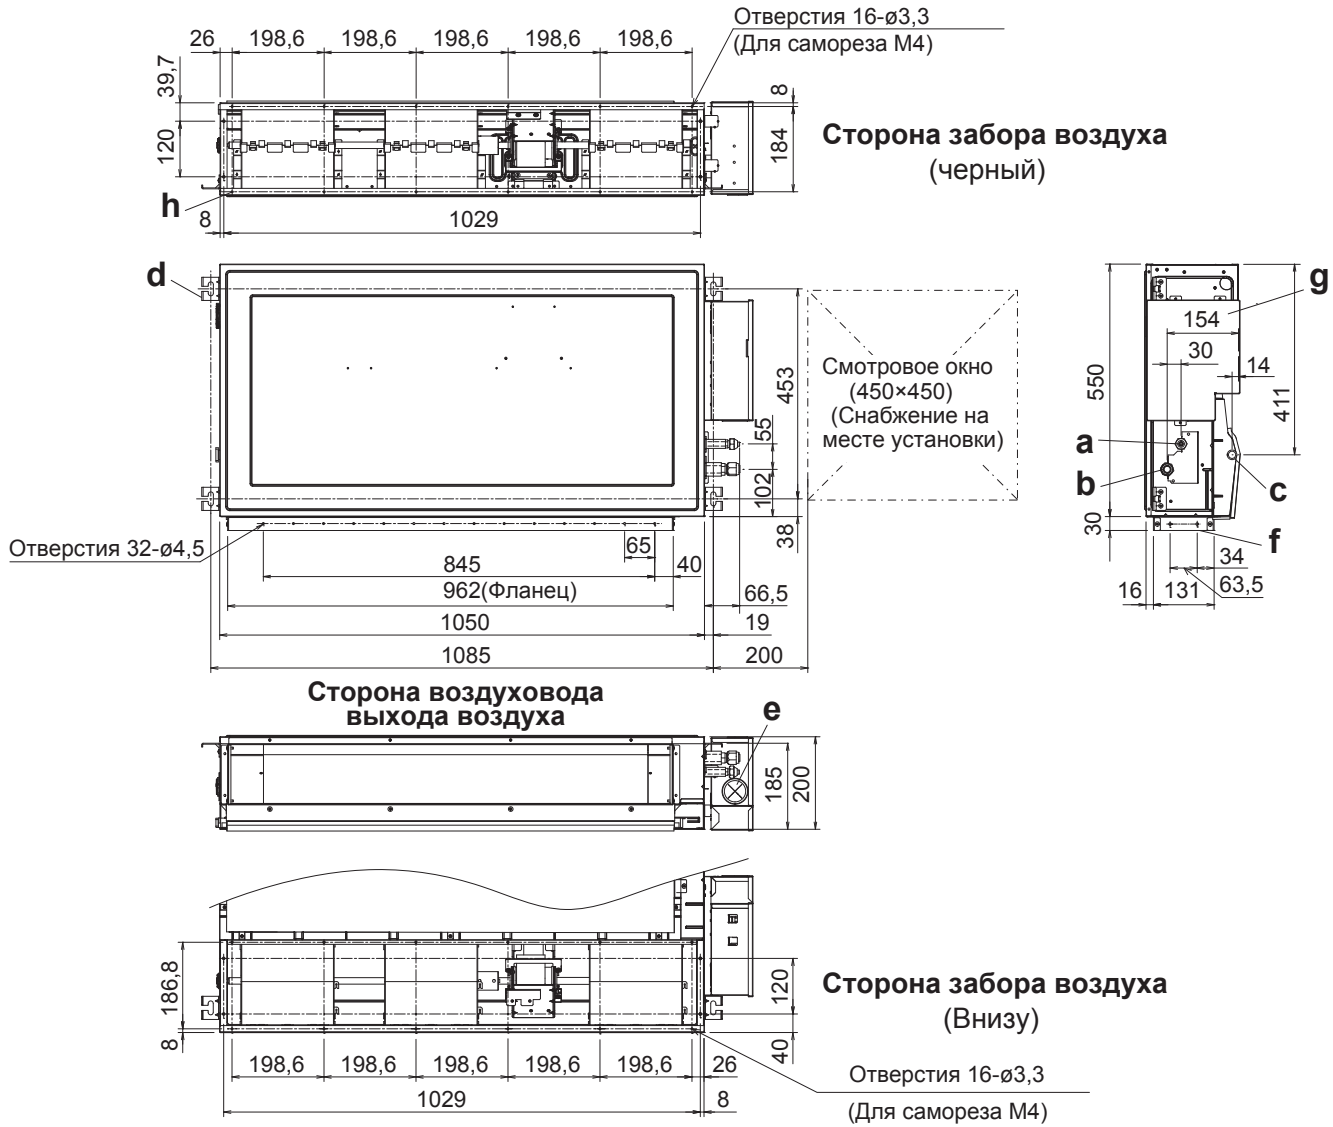 Отверстия 16-ø3,3
(Для самореза М4)
26 198,6 198,6 198,6 198,6 198,6
39,7
8
120
184
Сторона забора воздуха
(черный)
h
8
1029
d
g
154
30
14
550
411
453
Смотровое окно
(450×450)
(Снабжение на
месте установки)
55
102
a
b
c
f
38
30
Отверстия 32-ø4,5
65
845
40
34
962(Фланец)
66,5
16
131
63,5
1050
19
1085
200
Сторона воздуховода
выхода воздуха
e
185
200
186,8
8
120
40
Сторона забора воздуха
(Внизу)
198,6 198,6 198,6 198,6 198,6 26
1029
8
Отверстия 16-ø3,3
(Для самореза М4)